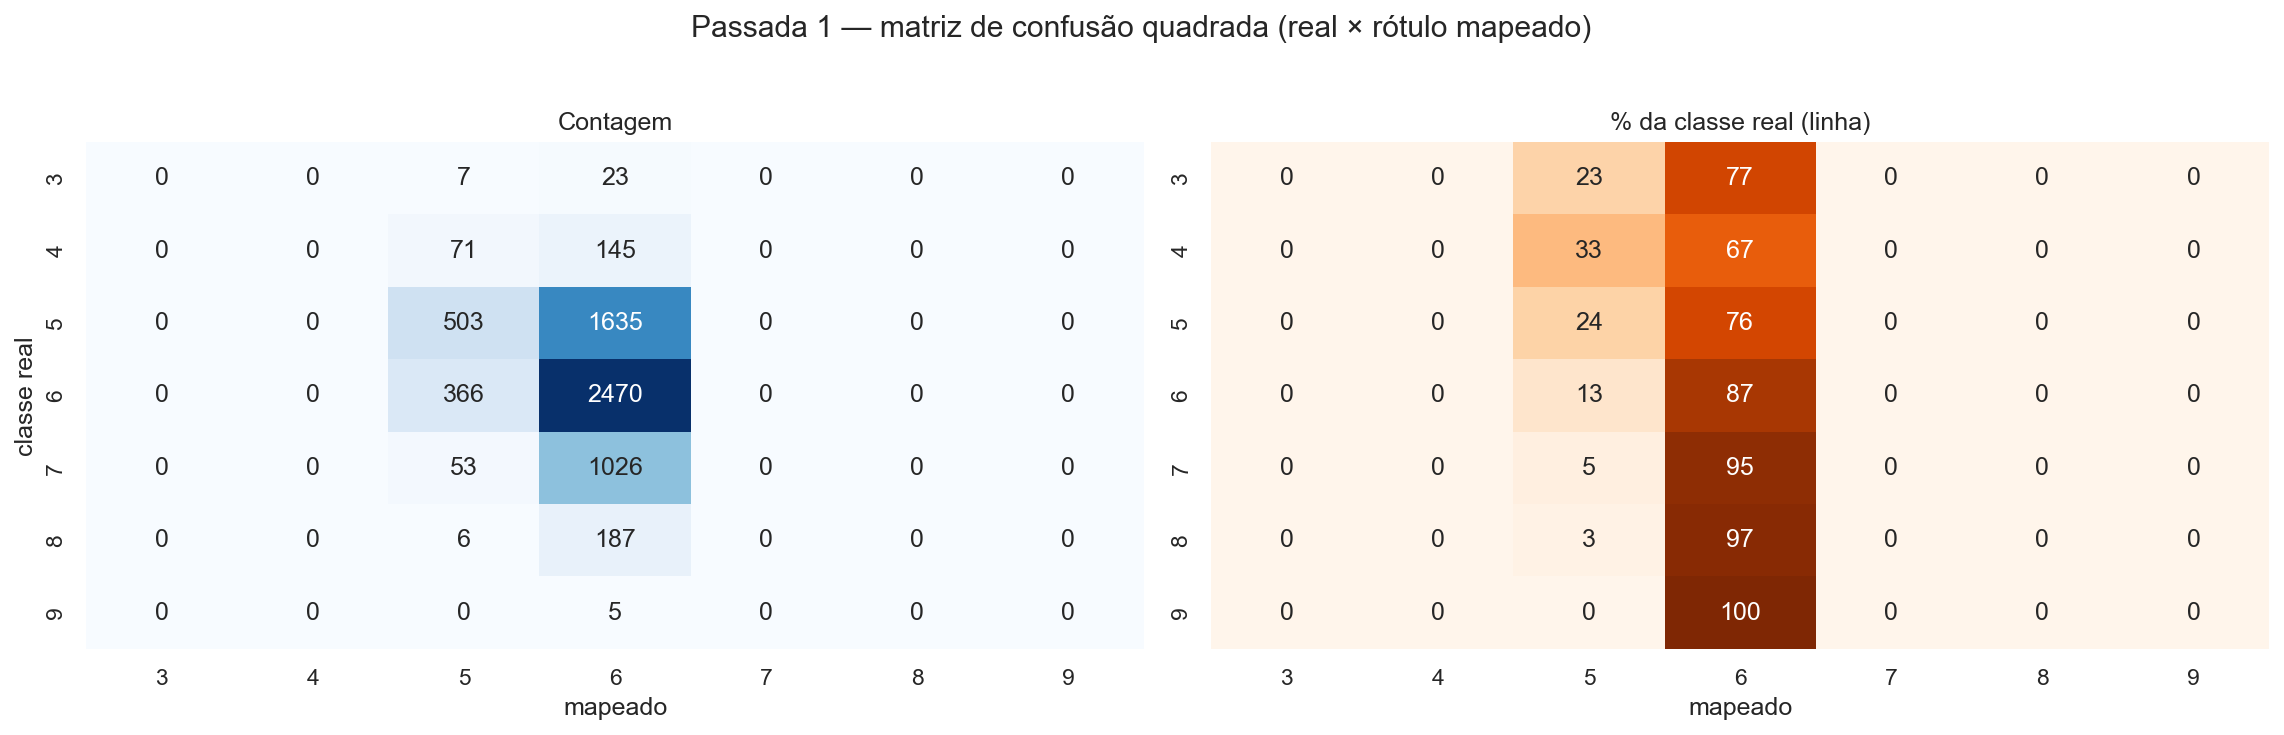 Passada 1 — matriz de confusão quadrada (real × rótulo mapeado)
Contagem
% da classe real (linha)
classe real
3 0 0 7 23 0 0 0
4 0 0 71 145 0 0 0
5 0 0 503 1635 0 0 0
6 0 0 366 2470 0 0 0
7 0 0 53 1026 0 0 0
8 0 0 6 187 0 0 0
9 0 0 0 5 0 0 0
3 4 5 6 7 8 9
mapeado
3 0 0 23 77 0 0 0
4 0 0 33 67 0 0 0
5 0 0 24 76 0 0 0
6 0 0 13 87 0 0 0
7 0 0 5 95 0 0 0
8 0 0 3 97 0 0 0
9 0 0 0 100 0 0 0
3 4 5 6 7 8 9
mapeado